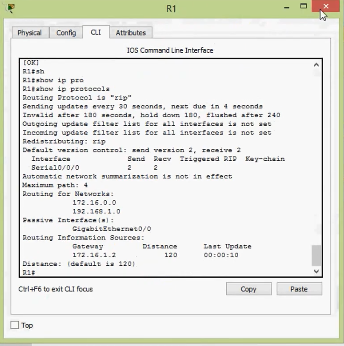 R1
Physical Config CLI Attributes
IOS Command Line Interface
[OK]
R1#sh
R1#show ip pro
R1#show ip protocols
Routing Protocol is "rip"
Sending updates every 30 seconds, next due in 4 seconds
Invalid after 180 seconds, hold down 180, flushed after 240
Outgoing update filter list for all interfaces is not set
Incoming update filter list for all interfaces is not set
Redistributing: rip
Default version control: send version 2, receive 2
Interface Send Recv Triggered RIP Key-chain
Serial0/0/0 2 2
Automatic network summarization is not in effect
Maximum path: 4
Routing for Networks:
172.16.0.0
192.168.1.0
Passive Interface(s):
GigabitEthernet0/0
Routing Information Sources:
Gateway Distance Last Update
172.16.1.2 120 00:00:10
Distance: (default is 120)
R1#
Ctrl+F6 to exit CLI focus
Copy Paste
Top